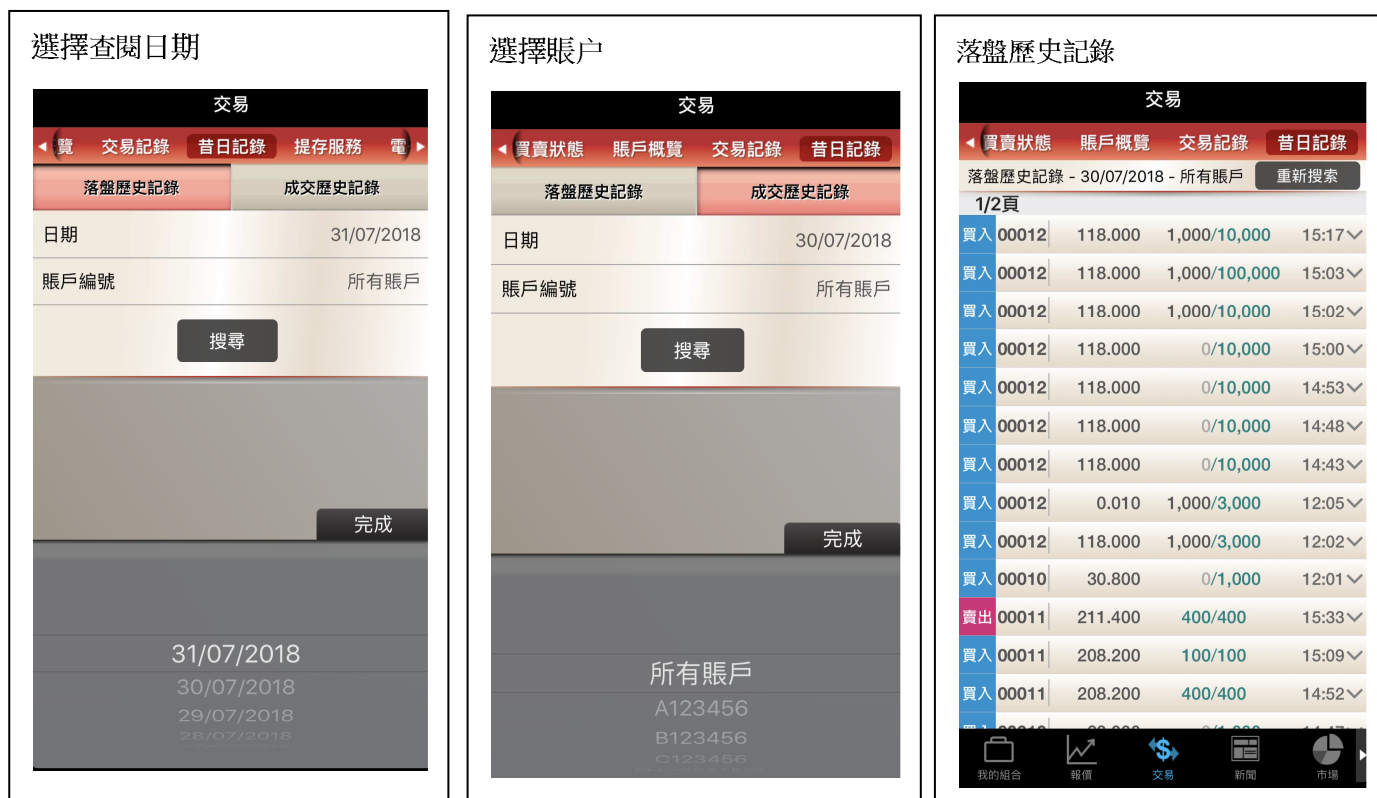 選擇查閱日期
交易
覽 交易記錄 昔日記錄 提存服務 電
落盤歷史記錄 成交歷史記錄
日期 31/07/2018
賬戶編號 所有賬戶
搜尋
完成
31/07/2018
30/07/2018
29/07/2018
28/07/2018
選擇賬户
交易
買賣狀態 賬戶概覽 交易記錄 昔日記錄
落盤歷史記錄 成交歷史記錄
日期 30/07/2018
賬戶編號 所有賬戶
搜尋
完成
所有賬戶
A123456
B123456
C123456
落盤歷史記錄
交易
買賣狀態 賬戶概覽 交易記錄 昔日記錄
落盤歷史記錄 - 30/07/2018 - 所有賬戶 重新搜索
1/2頁
買入 00012 118.000 1,000/10,000 15:17
買入 00012 118.000 1,000/100,000 15:03
買入 00012 118.000 1,000/10,000 15:02
買入 00012 118.000 0/10,000 15:00
買入 00012 118.000 0/10,000 14:53
買入 00012 118.000 0/10,000 14:48
買入 00012 118.000 0/10,000 14:43
買入 00012 0.010 1,000/3,000 12:05
買入 00012 118.000 1,000/3,000 12:02
買入 00010 30.800 0/1,000 12:01
賣出 00011 211.400 400/400 15:33
買入 00011 208.200 100/100 15:09
買入 00011 208.200 400/400 14:52
我的組合 報價 交易 新聞 市場